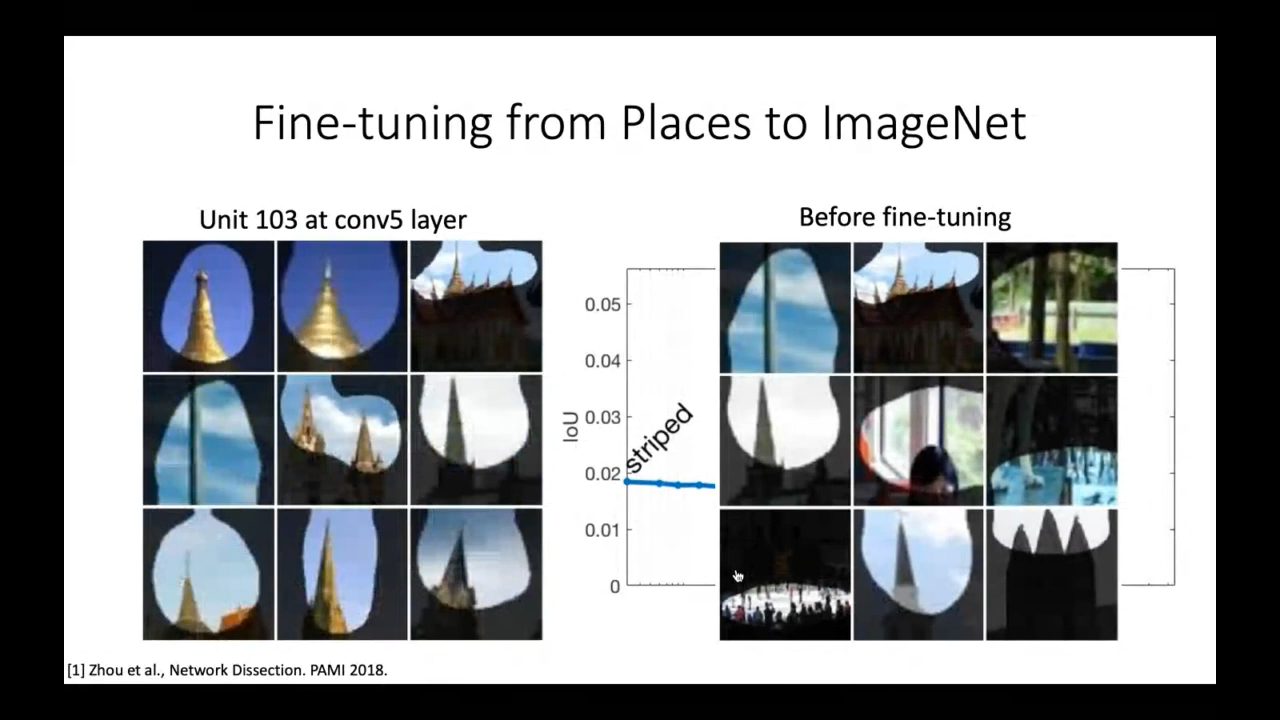 Fine-tuning from Places to ImageNet
Unit 103 at conv5 layer
Before fine-tuning
0.05
0.04
0.03
0.02
0.01
0
IoU
striped
[1] Zhou et al., Network Dissection. PAMI 2018.